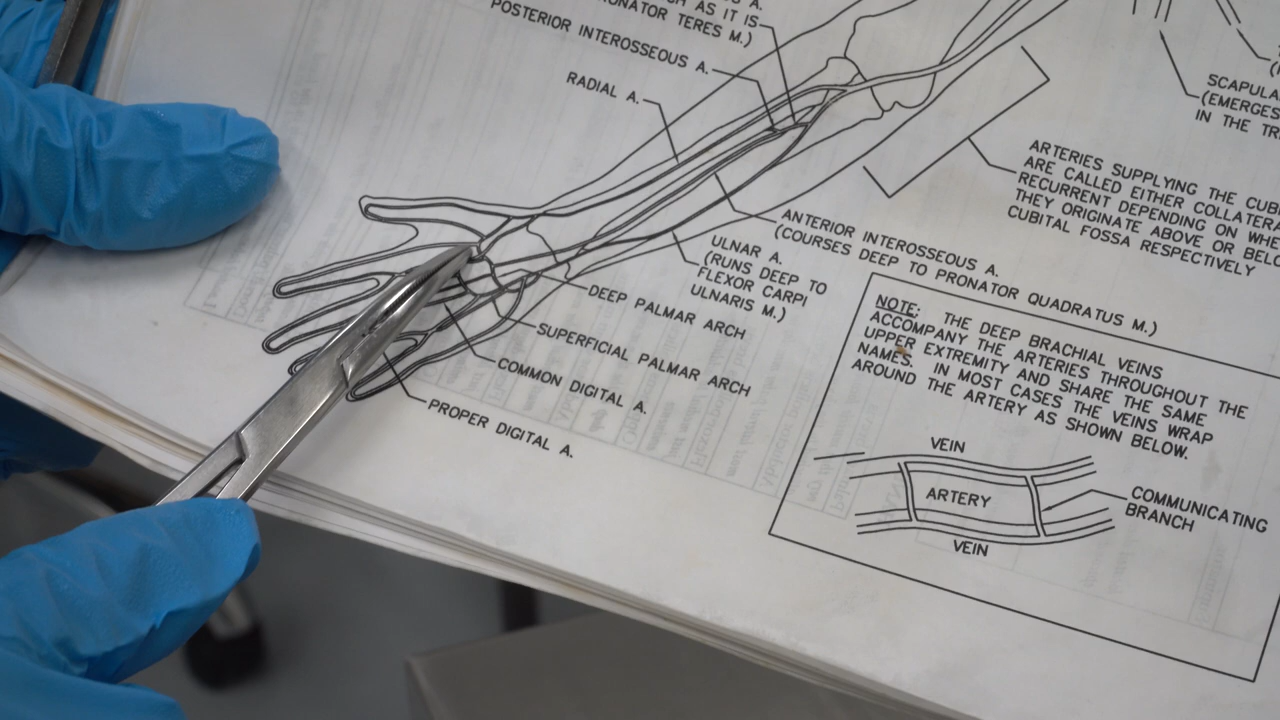 A.
AS IT IS
PRONATOR TERES M.)
POSTERIOR INTEROSSEOUS A.
RADIAL A.
SCAPULA
(EMERGES
IN THE TR
ARTERIES SUPPLYING THE CUB
ARE CALLED EITHER COLLATERA
RECURRENT DEPENDING ON WHE
THEY ORIGINATE ABOVE OR BELO
CUBITAL FOSSA RESPECTIVELY
ANTERIOR INTEROSSEOUS A.
(COURSES DEEP TO PRONATOR QUADRATUS M.)
ULNAR A.
(RUNS DEEP TO
FLEXOR CARPI
ULNARIS M.)
DEEP PALMAR ARCH
SUPERFICIAL PALMAR ARCH
COMMON DIGITAL A.
PROPER DIGITAL A.
NOTE: THE DEEP BRACHIAL VEINS
ACCOMPANY THE ARTERIES THROUGHOUT THE
UPPER EXTREMITY AND SHARE THE SAME
NAMES. IN MOST CASES THE VEINS WRAP
AROUND THE ARTERY AS SHOWN BELOW.
VEIN
ARTERY
COMMUNICATING
BRANCH
VEIN